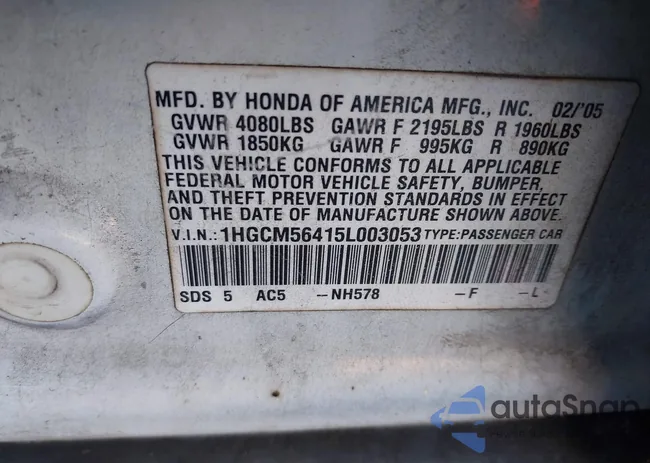 MFD. BY HONDA OF AMERICA MFG., INC. 02/'05
GVWR 4080LBS GAWR F 2195LBS R 1960LBS
GVWR 1850KG GAWR F 995KG R 890KG
THIS VEHICLE CONFORMS TO ALL APPLICABLE
FEDERAL MOTOR VEHICLE SAFETY, BUMPER,
AND THEFT PREVENTION STANDARDS IN EFFECT
ON THE DATE OF MANUFACTURE SHOWN ABOVE.
V.I.N.:1HGCM56415L003053 TYPE:PASSENGER CAR
SDS 5 AC5 –NH578 –F –L–
autoSnap